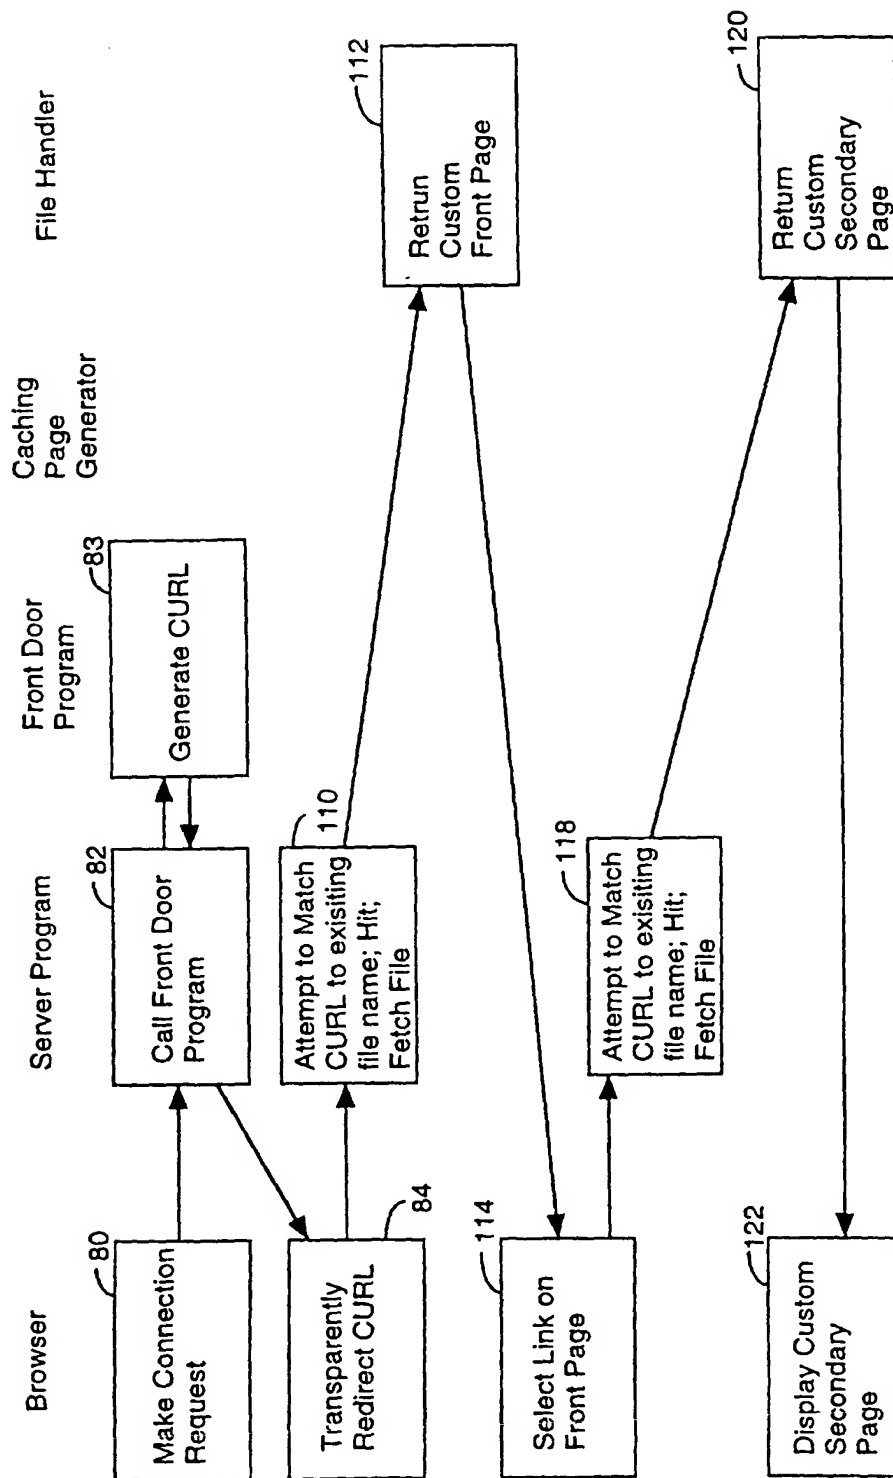 Browser
Server Program
Front Door
Program
Caching
Page
Generator
File Handler
80
Make Connection
Request
82
Call Front Door
Program
83
Generate CURL
84
Transparently
Redirect CURL
110
Attempt to Match
CURL to exisiting
file name; Hit;
Fetch File
112
Retrun
Custom
Front Page
114
Select Link on
Front Page
118
Attempt to Match
CURL to exisiting
file name; Hit;
Fetch File
120
Return
Custom
Secondary
Page
122
Display Custom
Secondary
Page